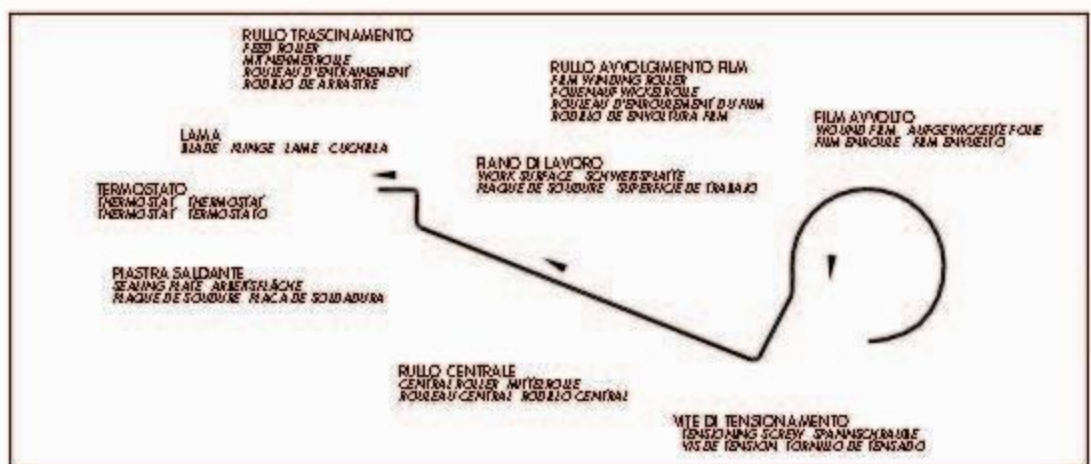 RULLO TRASCINAMENTO
FEED ROLLER
MITNEHMERROLLE
ROULEAU D'ENTRAINEMENT
RODILLO DE ARRASTRE
RULLO AVVOLGIMENTO FILM
FILM WINDING ROLLER
FOLIENAUFWICKELROLLE
ROULEAU D'ENROULEMENT DU FILM
RODILLO DE ENVOLTURA FILM
FILM AVVOLTO
WOUND FILM AUFGEWICKELTE FOLIE
FILM ENROULE FILM ENVUELTO
LAMA
BLADE KLINGE LAME CUCHILLA
PIANO DI LAVORO
WORK SURFACE SCHWEISSPLATTE
PLAQUE DE SOUDURE SUPERFICIE DE TRABAJO
TERMOSTATO
THERMOSTAT THERMOSTAT
THERMOSTAT TERMOSTATO
PIASTRA SALDANTE
SEALING PLATE ARBEITSFLÄCHE
PLAQUE DE SOUDURE PLACA DE SOLDADURA
RULLO CENTRALE
CENTRAL ROLLER MITTELROLLE
ROULEAU CENTRAL RODILLO CENTRAL
VITE DI TENSIONAMENTO
TENSIONING SCREW SPANNSCHRAUBE
VIS DE TENSION TORNILLO DE TENSADO